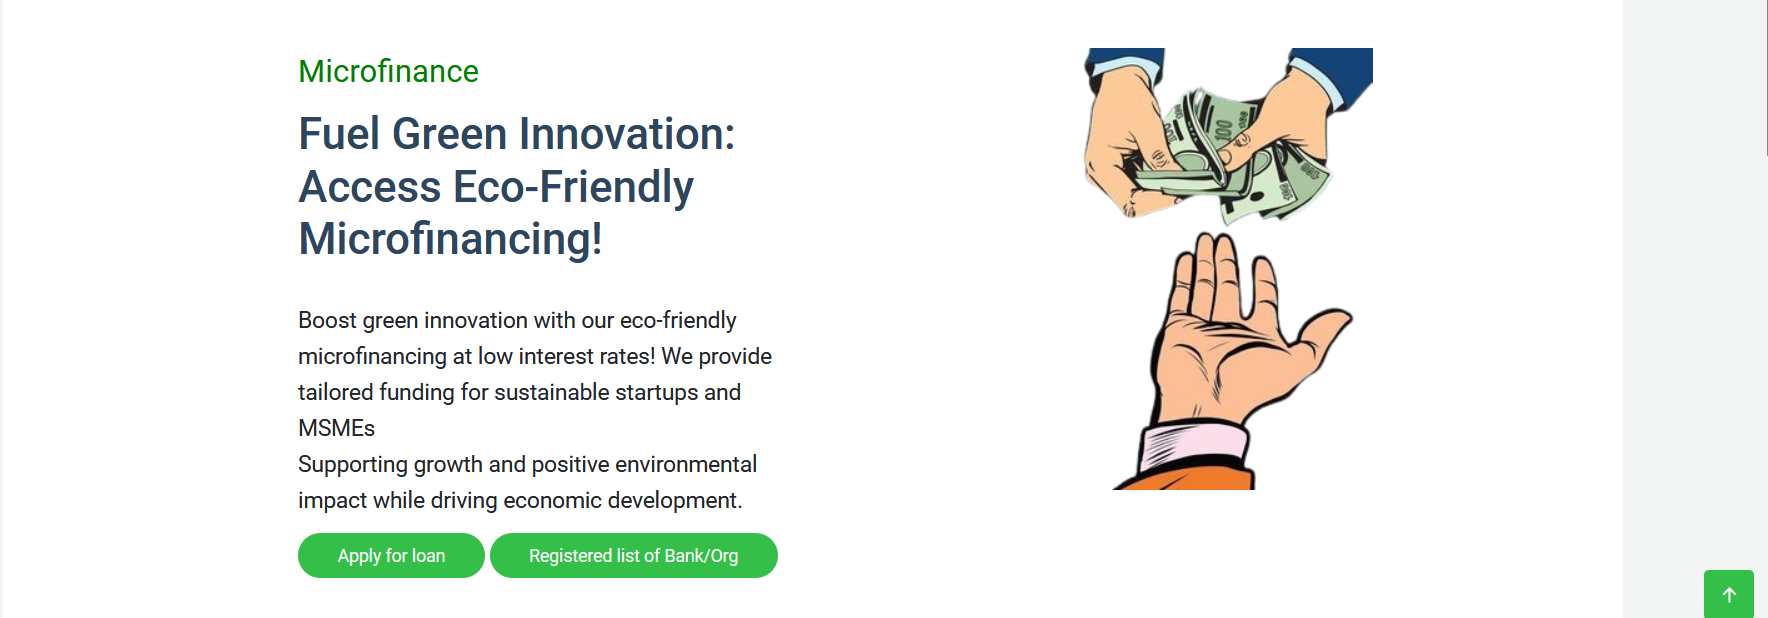 Microfinance
Fuel Green Innovation:
Access Eco-Friendly
Microfinancing!
Boost green innovation with our eco-friendly
microfinancing at low interest rates! We provide
tailored funding for sustainable startups and
MSMEs
Supporting growth and positive environmental
impact while driving economic development.
Apply for loan
Registered list of Bank/Org
100